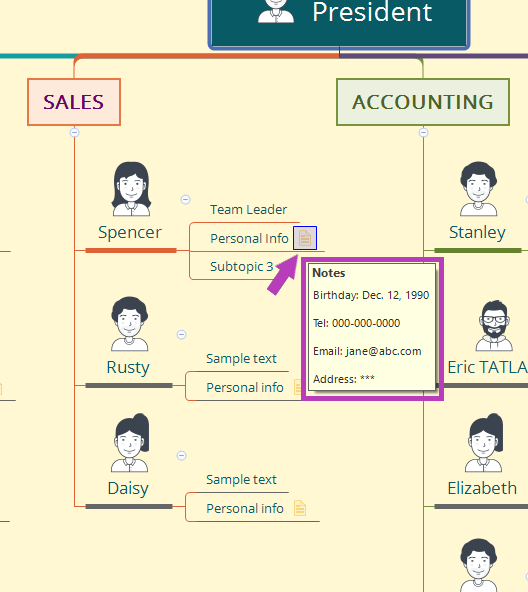 President
SALES
ACCOUNTING
Team Leader
Spencer
Personal Info
Stanley
Subtopic 3
Notes
Birthday: Dec. 12, 1990
Tel: 000-000-0000
Email: jane@abc.com
Address: ***
Sample text
Rusty
Personal info
Eric TATLA
Sample text
Daisy
Personal info
Elizabeth